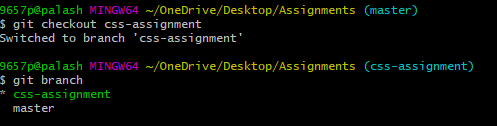 9657p@palash MINGW64 ~/OneDrive/Desktop/Assignments (master)
$ git checkout css-assignment
Switched to branch 'css-assignment'
9657p@palash MINGW64 ~/OneDrive/Desktop/Assignments (css-assignment)
$ git branch
* css-assignment
  master